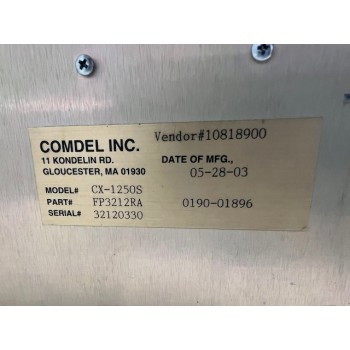 COMDEL INC. Vendor#10818900
11 KONDELIN RD. DATE OF MFG.,
GLOUCESTER, MA 01930 05-28-03
MODEL# CX-1250S
PART# FP3212RA 0190-01896
SERIAL# 32120330